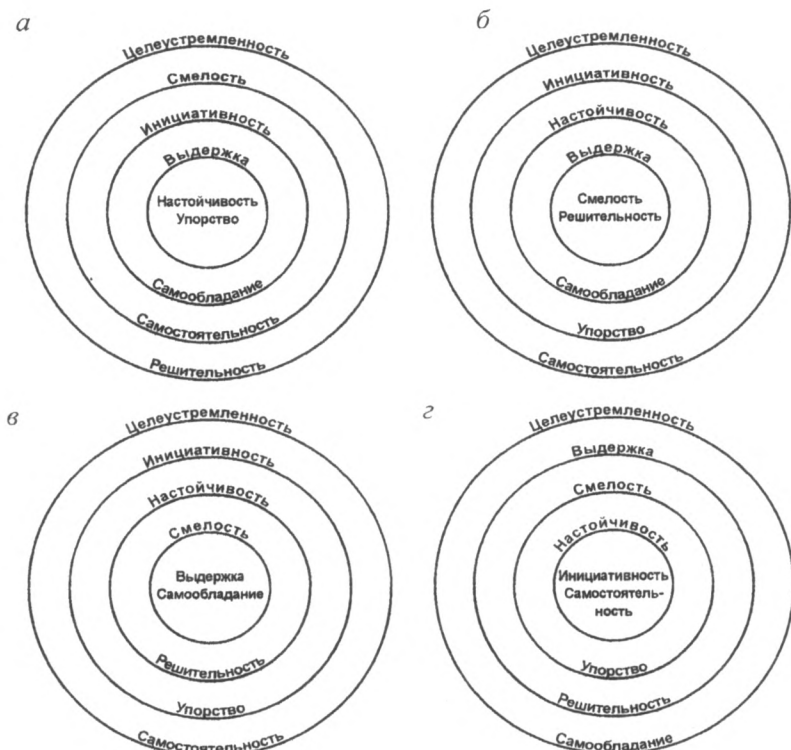 а
Целеустремленность
Смелость
Инициативность
Выдержка
Настойчивость
Упорство
Самообладание
Самостоятельность
Решительность
б
Целеустремленность
Инициативность
Настойчивость
Выдержка
Смелость
Решительность
Самообладание
Упорство
Самостоятельность
в
Целеустремленность
Инициативность
Настойчивость
Смелость
Выдержка
Самообладание
Решительность
Упорство
Самостоятельность
г
Целеустремленность
Выдержка
Смелость
Настойчивость
Инициативность
Самостоятель-
ность
Упорство
Решительность
Самообладание